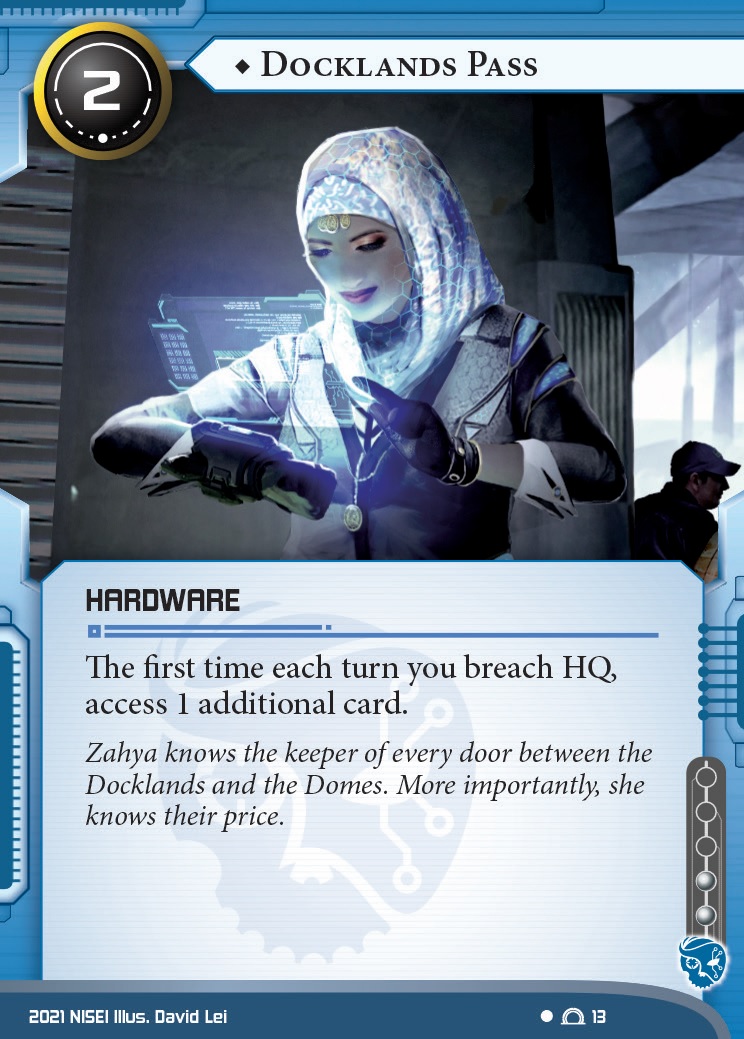 2
◆ Docklands Pass
HARDWARE
The first time each turn you breach HQ,
access 1 additional card.
Zahya knows the keeper of every door between the
Docklands and the Domes. More importantly, she
knows their price.
2021 NISEI Illus. David Lei
13